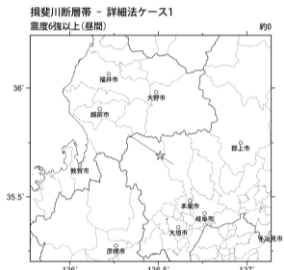 揖斐川断層帯 － 詳細法ケース1
震度6強以上(昼間)
約0
福井市
大野市
越前市
36˚
郡上市
敦賀市
35.5˚
本巣市
岐阜市
大垣市
多治見市
彦根市
136˚
136.5˚
137˚